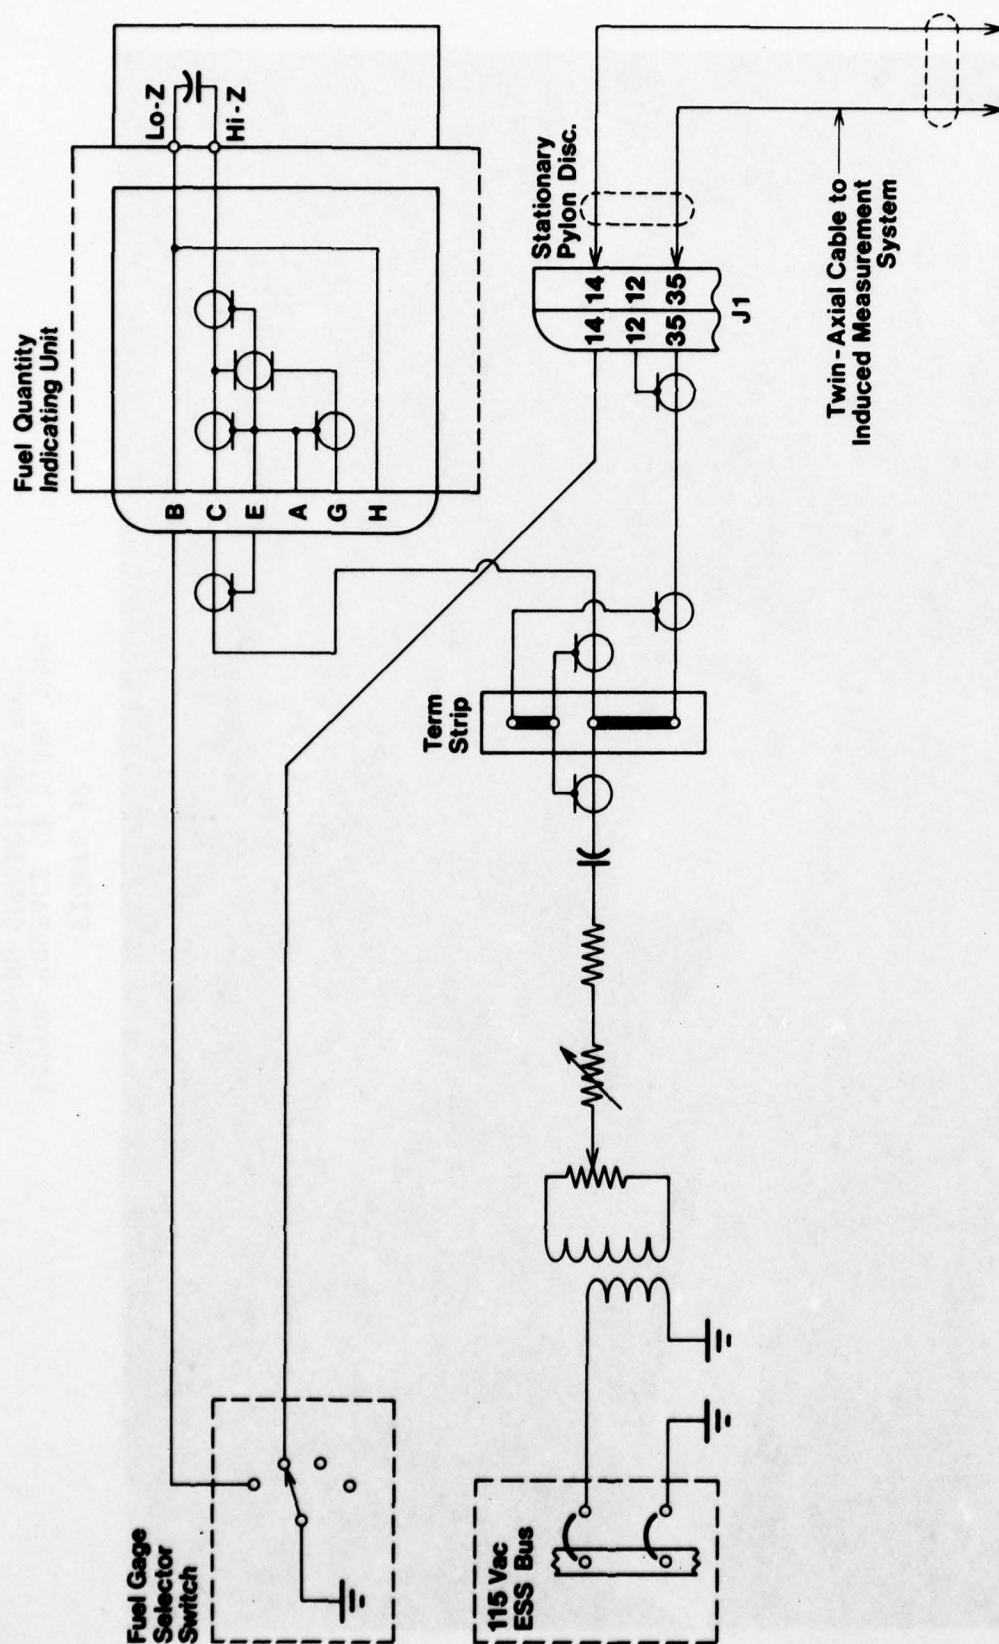 Lo-Z
Hi-Z
Fuel Quantity
Indicating Unit
B
C
E
A
G
H
Stationary
Pylon Disc.
14
12
35
14
12
35
J1
Twin-Axial Cable to
Induced Measurement
System
Term
Strip
Fuel Gage
Selector
Switch
115 Vac
ESS Bus